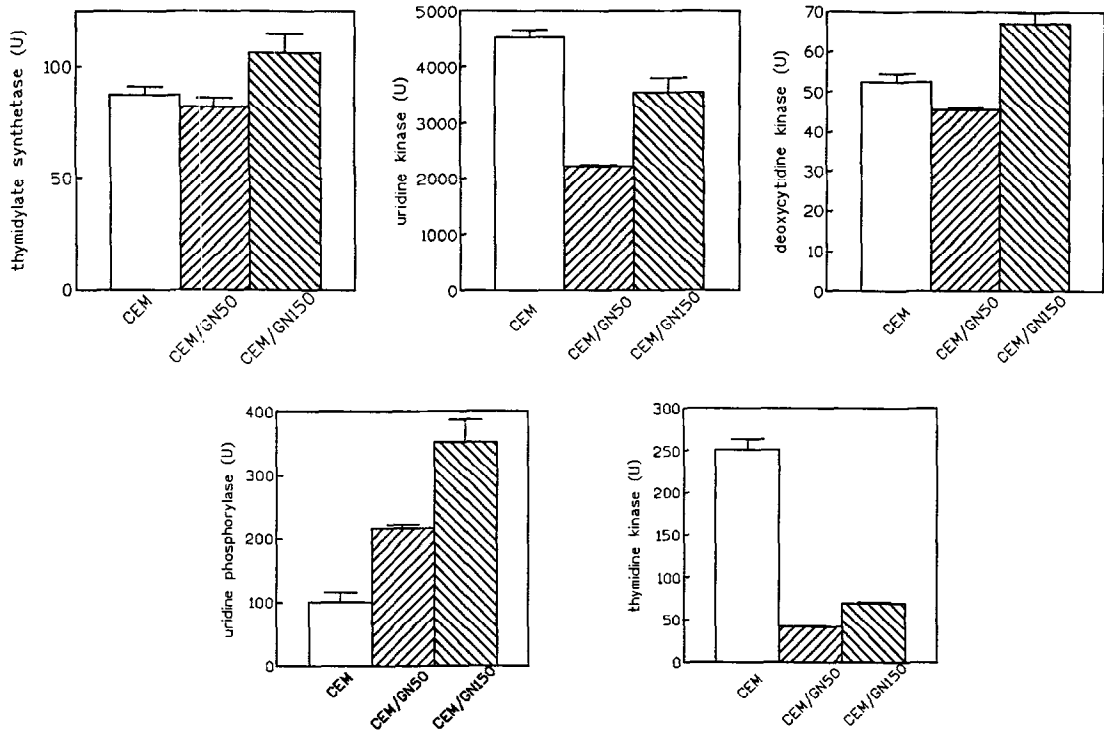 thymidylate synthetase (U)
100
50
0
CEM
CEM/GN50
CEM/GN150
uridine kinase (U)
5000
4000
3000
2000
1000
0
CEM
CEM/GN50
CEM/GN150
deoxycytidine kinase (U)
70
60
50
40
30
20
10
0
CEM
CEM/GN50
CEM/GN150
uridine phosphorylase (U)
400
300
200
100
0
CEM
CEM/GN50
CEM/GN150
thymidine kinase (U)
300
250
200
150
100
50
0
CEM
CEM/GN50
CEM/GN150